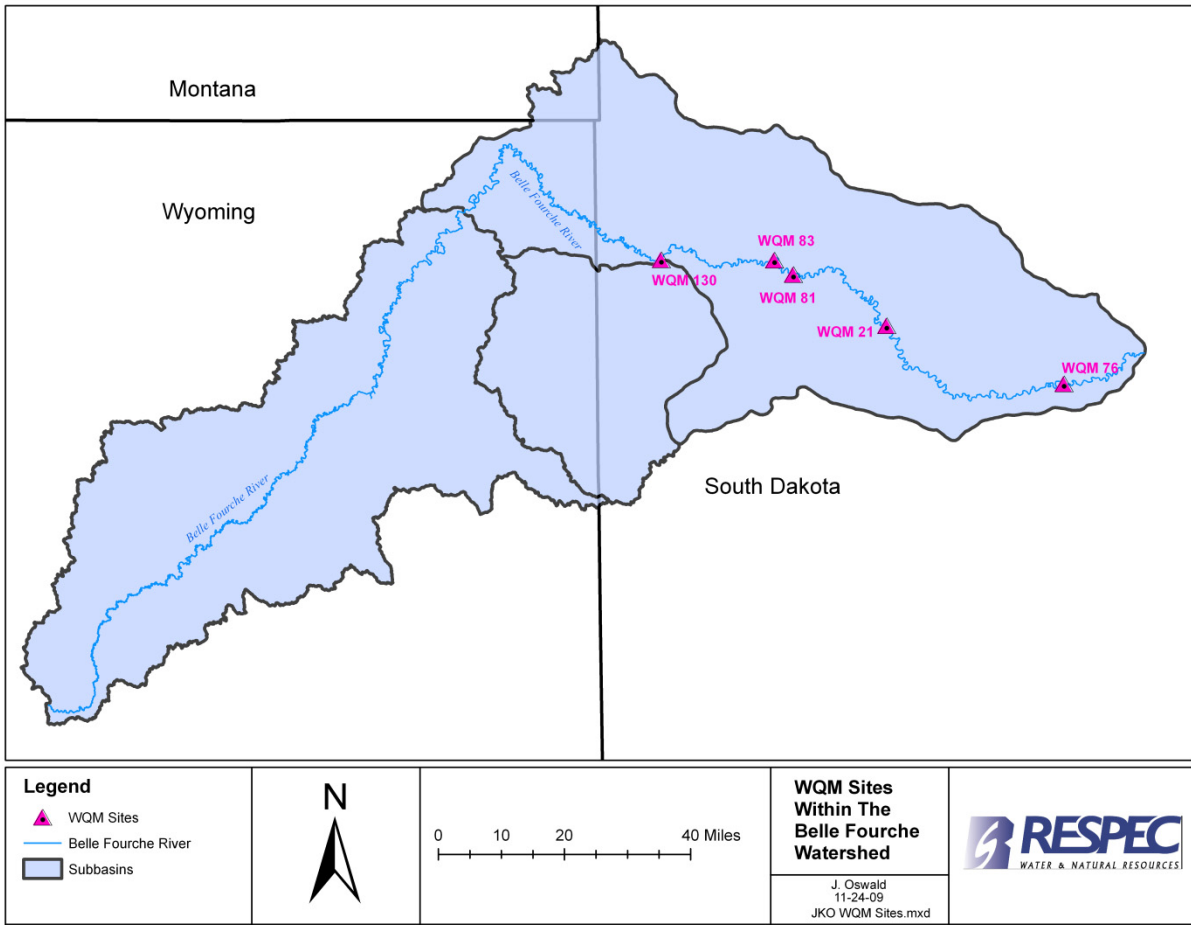 Montana
Wyoming
Belle Fourche River
WQM 83
WQM 130
WQM 81
WQM 21
WQM 76
South Dakota
Belle Fourche River
Legend
WQM Sites
Belle Fourche River
Subbasins
N
0 10 20 40 Miles
WQM Sites
Within The
Belle Fourche
Watershed
J. Oswald
11-24-09
JKO WQM Sites.mxd
RESPEC
WATER & NATURAL RESOURCES